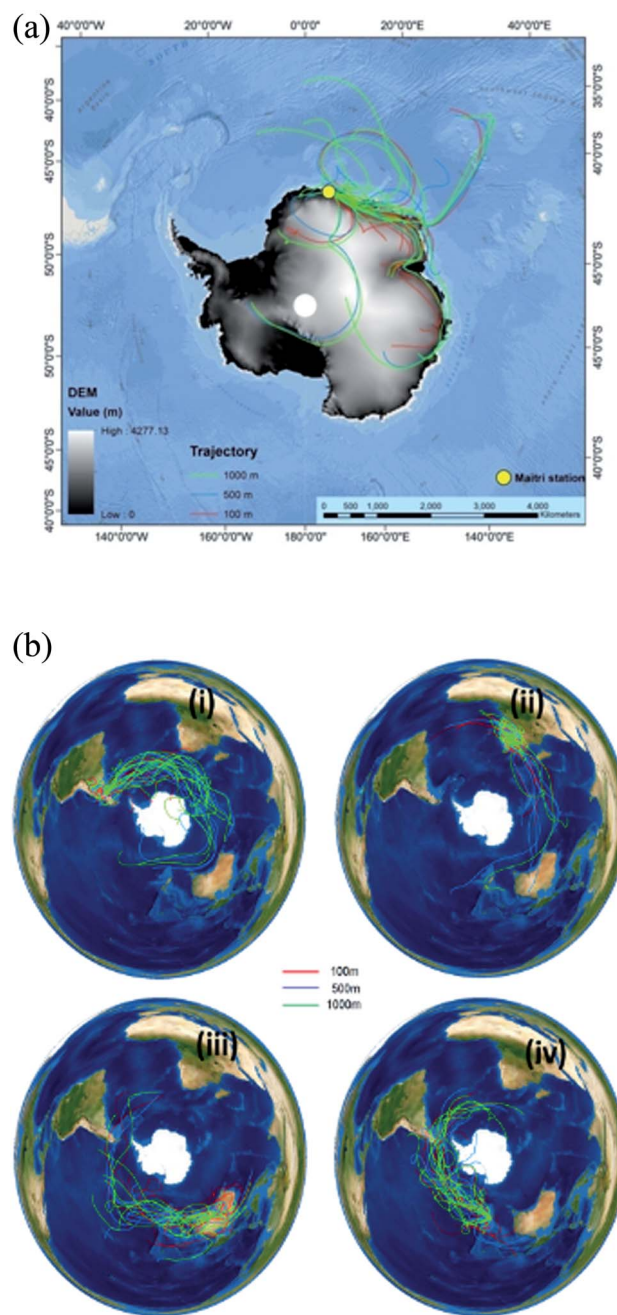 (a)
40°0'0"W 20°0'0"W 0°0'0" 20°0'0"E 40°0'0"E
SOUTH
40°0'0"S
45°0'0"S
50°0'0"S
50°0'0"S
45°0'0"S
40°0'0"S
35°0'0"S
40°0'0"S
45°0'0"S
45°0'0"S
40°0'0"S
DEM
Value (m)
High : 4277.13
Low : 0
Trajectory
1000 m
500 m
100 m
Maitri station
0 500 1,000 2,000 3,000 4,000
Kilometers
140°0'0"W 160°0'0"W 180°0'0" 160°0'0"E 140°0'0"E
(b)
(i)
(ii)
100m
500m
1000m
(iii)
(iv)